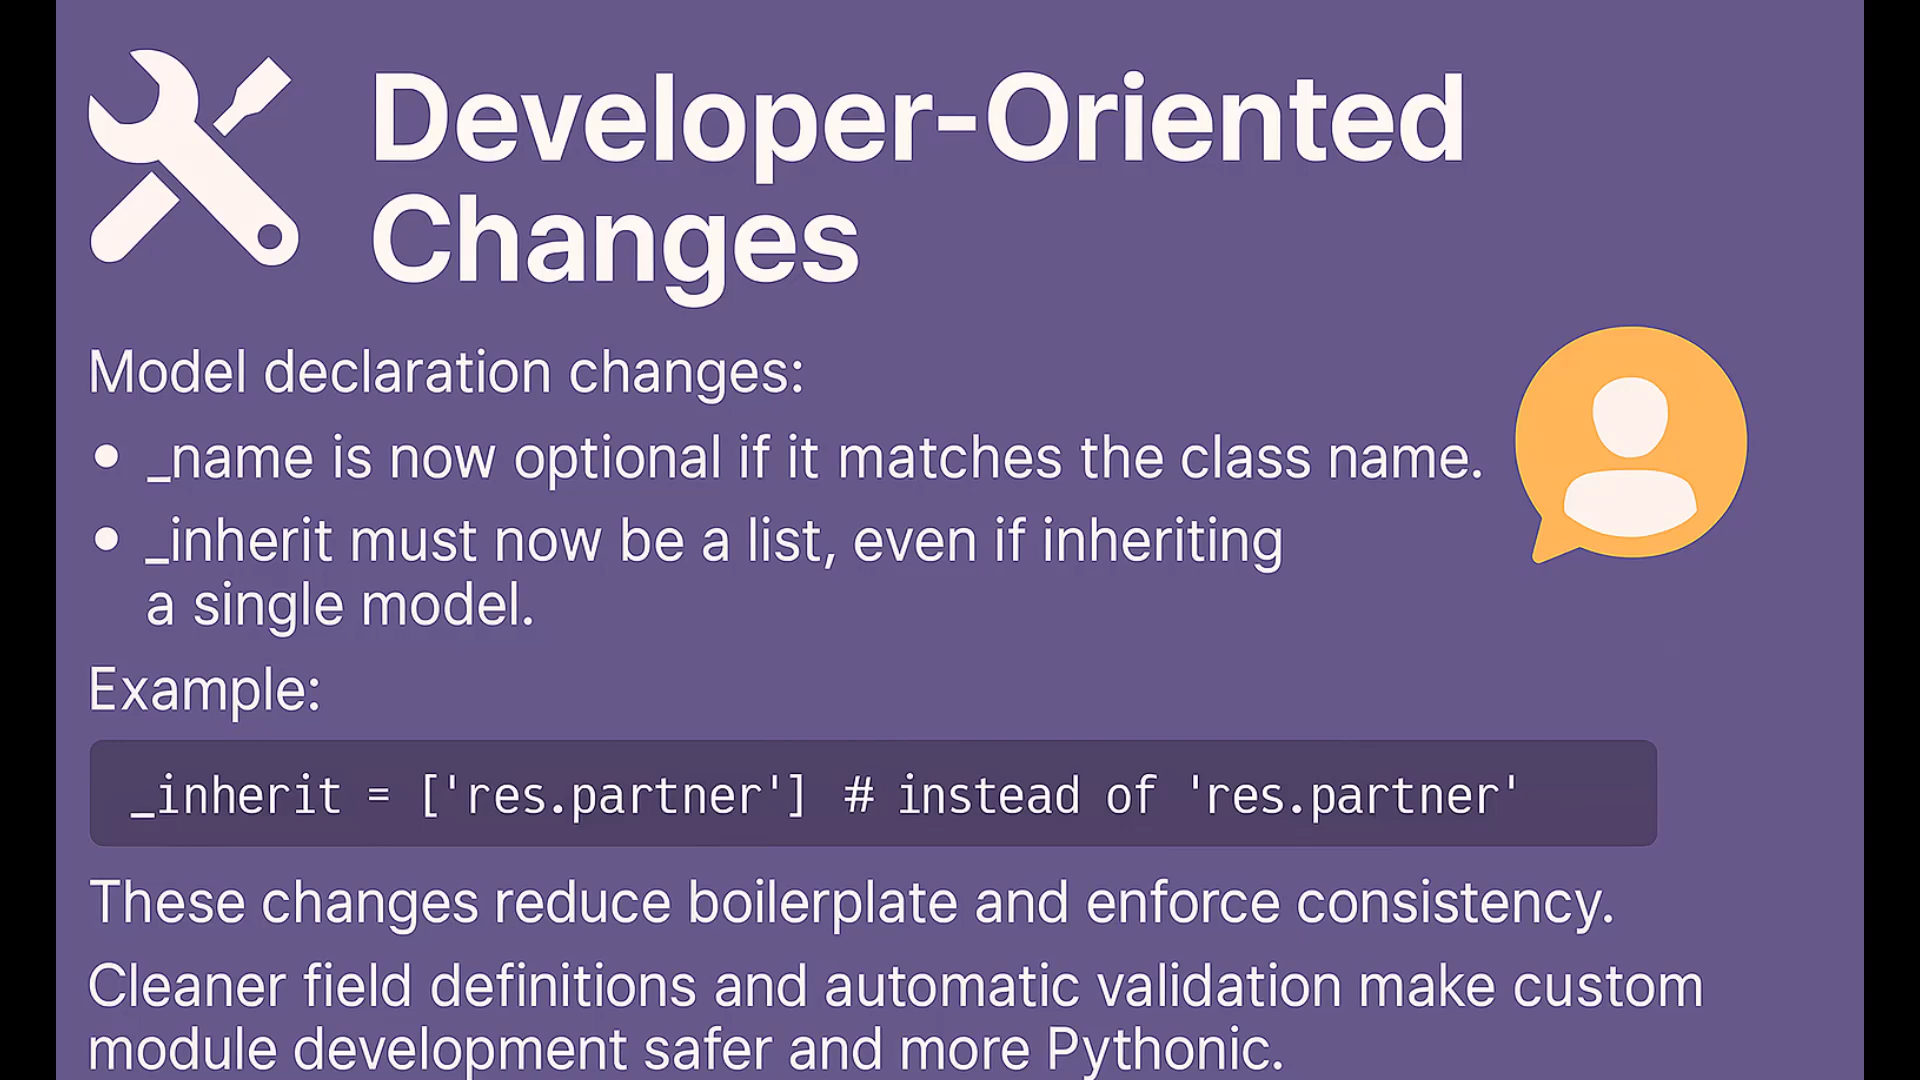 Developer-Oriented
Changes
Model declaration changes:
• _name is now optional if it matches the class name.
• _inherit must now be a list, even if inheriting
a single model.
Example:
_inherit = ['res.partner'] # instead of 'res.partner'
These changes reduce boilerplate and enforce consistency.
Cleaner field definitions and automatic validation make custom
module development safer and more Pythonic.